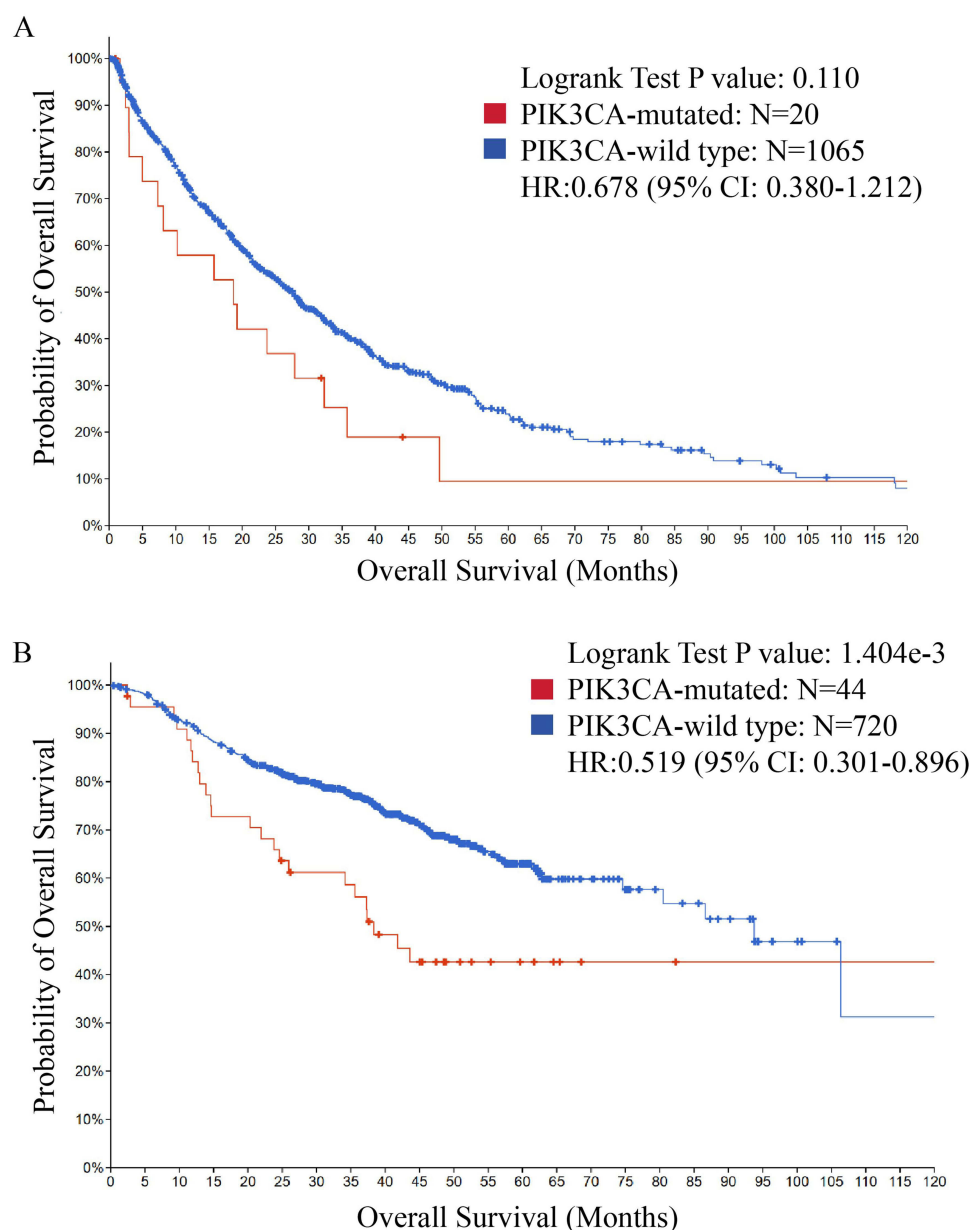 A
Logrank Test P value: 0.110
PIK3CA-mutated: N=20
PIK3CA-wild type: N=1065
HR:0.678 (95% CI: 0.380-1.212)
Probability of Overall Survival
100%
90%
80%
70%
60%
50%
40%
30%
20%
10%
0%
0 5 10 15 20 25 30 35 40 45 50 55 60 65 70 75 80 85 90 95 100 105 110 115 120
Overall Survival (Months)
B
Logrank Test P value: 1.404e-3
PIK3CA-mutated: N=44
PIK3CA-wild type: N=720
HR:0.519 (95% CI: 0.301-0.896)
Probability of Overall Survival
100%
90%
80%
70%
60%
50%
40%
30%
20%
10%
0%
0 5 10 15 20 25 30 35 40 45 50 55 60 65 70 75 80 85 90 95 100 105 110 115 120
Overall Survival (Months)